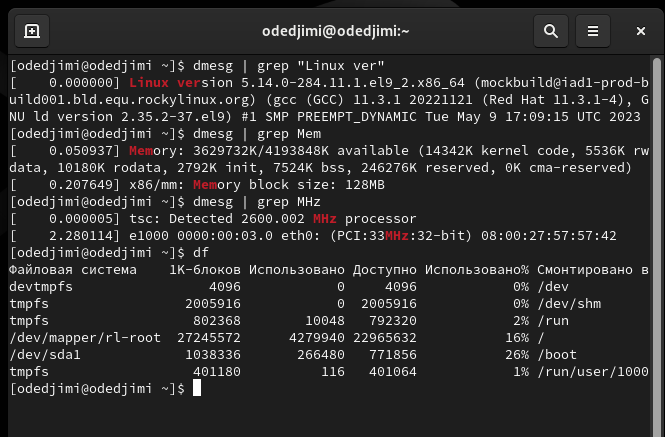 odedjimi@odedjimi:~
[odedjimi@odedjimi ~]$ dmesg | grep "Linux ver"
[    0.000000] Linux version 5.14.0-284.11.1.el9_2.x86_64 (mockbuild@iad1-prod-b
uild001.bld.equ.rockylinux.org) (gcc (GCC) 11.3.1 20221121 (Red Hat 11.3.1-4), G
NU ld version 2.35.2-37.el9) #1 SMP PREEMPT_DYNAMIC Tue May 9 17:09:15 UTC 2023
[odedjimi@odedjimi ~]$ dmesg | grep Mem
[    0.050937] Memory: 3629732K/4193848K available (14342K kernel code, 5536K rw
data, 10180K rodata, 2792K init, 7524K bss, 246276K reserved, 0K cma-reserved)
[    0.207649] x86/mm: Memory block size: 128MB
[odedjimi@odedjimi ~]$ dmesg | grep MHz
[    0.000005] tsc: Detected 2600.002 MHz processor
[    2.280114] e1000 0000:00:03.0 eth0: (PCI:33MHz:32-bit) 08:00:27:57:57:42
[odedjimi@odedjimi ~]$ df
Файловая система    1K-блоков Использовано Доступно Использовано% Cмонтировано в
devtmpfs                 4096            0     4096            0% /dev
tmpfs                 2005916            0  2005916            0% /dev/shm
tmpfs                  802368        10048   792320            2% /run
/dev/mapper/rl-root  27245572      4279940 22965632           16% /
/dev/sda1             1038336       266480   771856           26% /boot
tmpfs                  401180          116   401064            1% /run/user/1000
[odedjimi@odedjimi ~]$